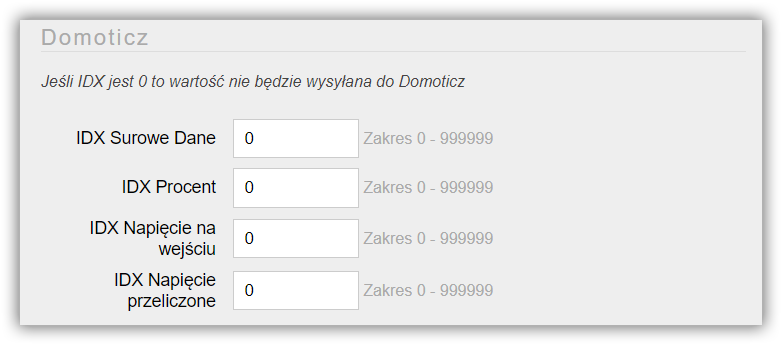 Domoticz
Jeśli IDX jest 0 to wartość nie będzie wysyłana do Domoticz
IDX Surowe Dane 0 Zakres 0 - 999999
IDX Procent 0 Zakres 0 - 999999
IDX Napięcie na
wejściu 0 Zakres 0 - 999999
IDX Napięcie
przeliczone 0 Zakres 0 - 999999